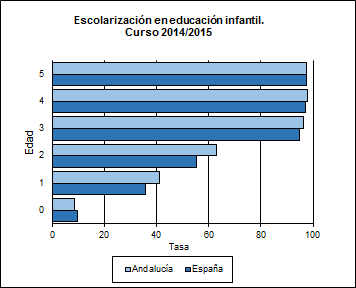 Escolarización en educación infantil.
Curso 2014/2015
Edad
5
4
3
2
1
0
0 20 40 60 80 100
Tasa
Andalucía España